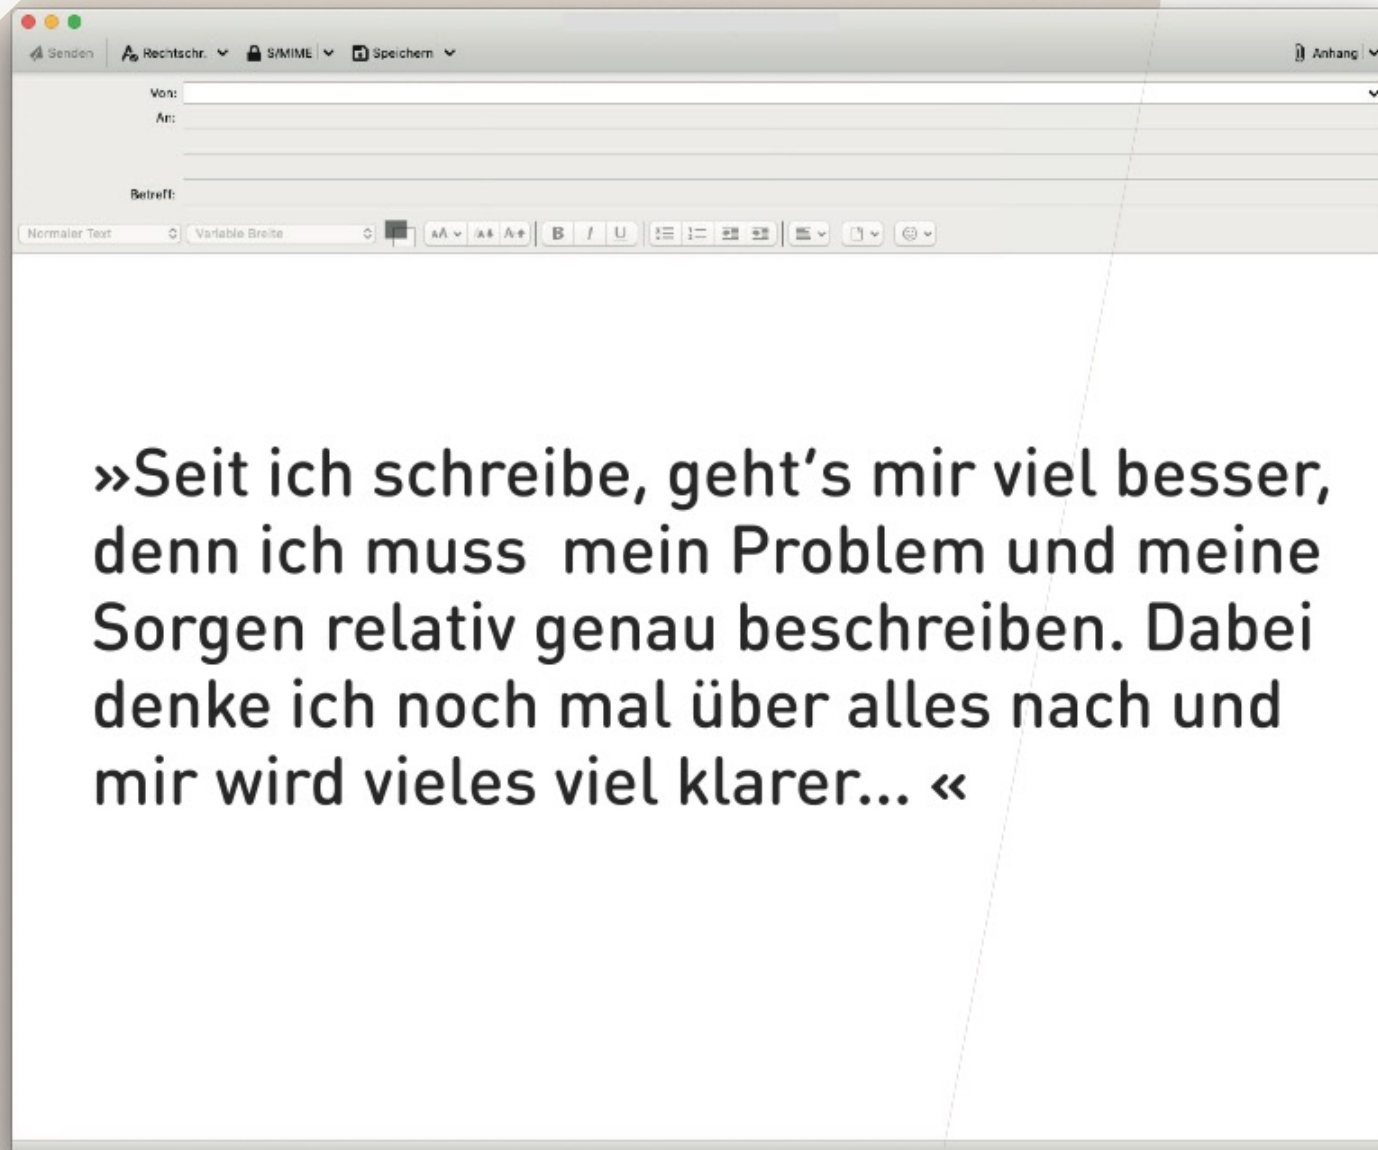 Senden Rechtschr. S/MIME Speichern Anhang
Von:
An:
Betreff:
Normaler Text Variable Breite B I U
»Seit ich schreibe, geht’s mir viel besser,
denn ich muss  mein Problem und meine
Sorgen relativ genau beschreiben. Dabei
denke ich noch mal über alles nach und
mir wird vieles viel klarer... «